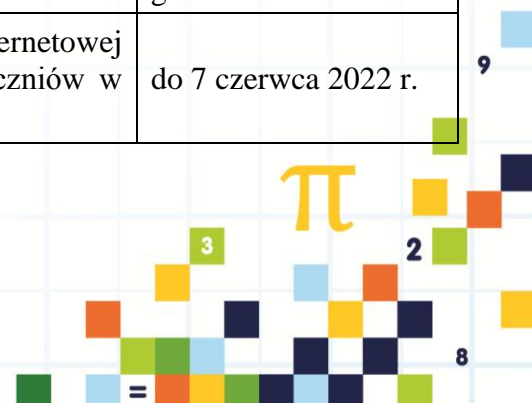 ernetowej
czniów w
do 7 czerwca 2022 r.
9
π
3
2
8
=